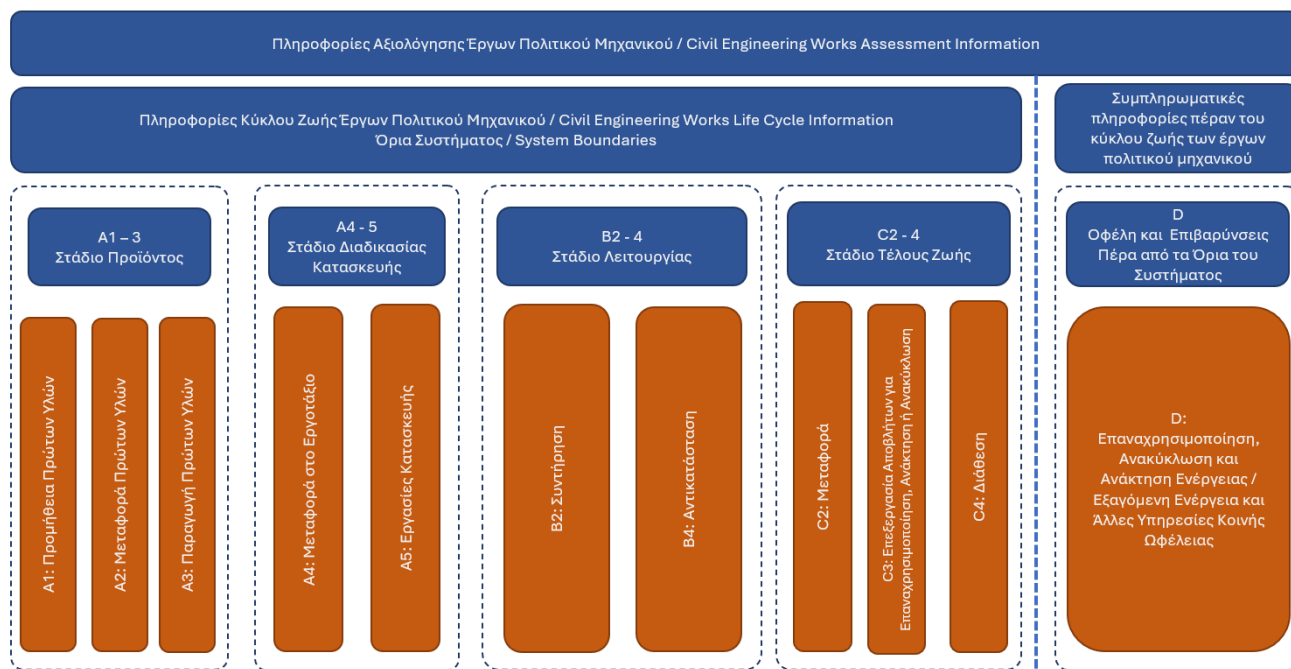 Πληροφορίες Αξιολόγησης Έργων Πολιτικού Μηχανικού / Civil Engineering Works Assessment Information
Πληροφορίες Κύκλου Ζωής Έργων Πολιτικού Μηχανικού / Civil Engineering Works Life Cycle Information
Όρια Συστήματος / System Boundaries
Συμπληρωματικές
πληροφορίες πέραν του
κύκλου ζωής των έργων
πολιτικού μηχανικού
A1 – 3
Στάδιο Προϊόντος
A4 - 5
Στάδιο Διαδικασίας
Κατασκευής
B2 - 4
Στάδιο Λειτουργίας
C2 - 4
Στάδιο Τέλους Ζωής
D
Οφέλη και Επιβαρύνσεις
Πέρα από τα Όρια του
Συστήματος
A1: Προμήθεια Πρώτων Υλών
A2: Μεταφορά Πρώτων Υλών
A3: Παραγωγή Πρώτων Υλών
A4: Μεταφορά στο Εργοτάξιο
A5: Εργασίες Κατασκευής
B2: Συντήρηση
B4: Αντικατάσταση
C2: Μεταφορά
C3: Επεξεργασία Αποβλήτων για
Επαναχρησιμοποίηση, Ανάκτηση ή Ανακύκλωση
C4: Διάθεση
D:
Επαναχρησιμοποίηση,
Ανακύκλωση και
Ανάκτηση Ενέργειας /
Εξαγόμενη Ενέργεια και
Άλλες Υπηρεσίες Κοινής
Ωφέλειας